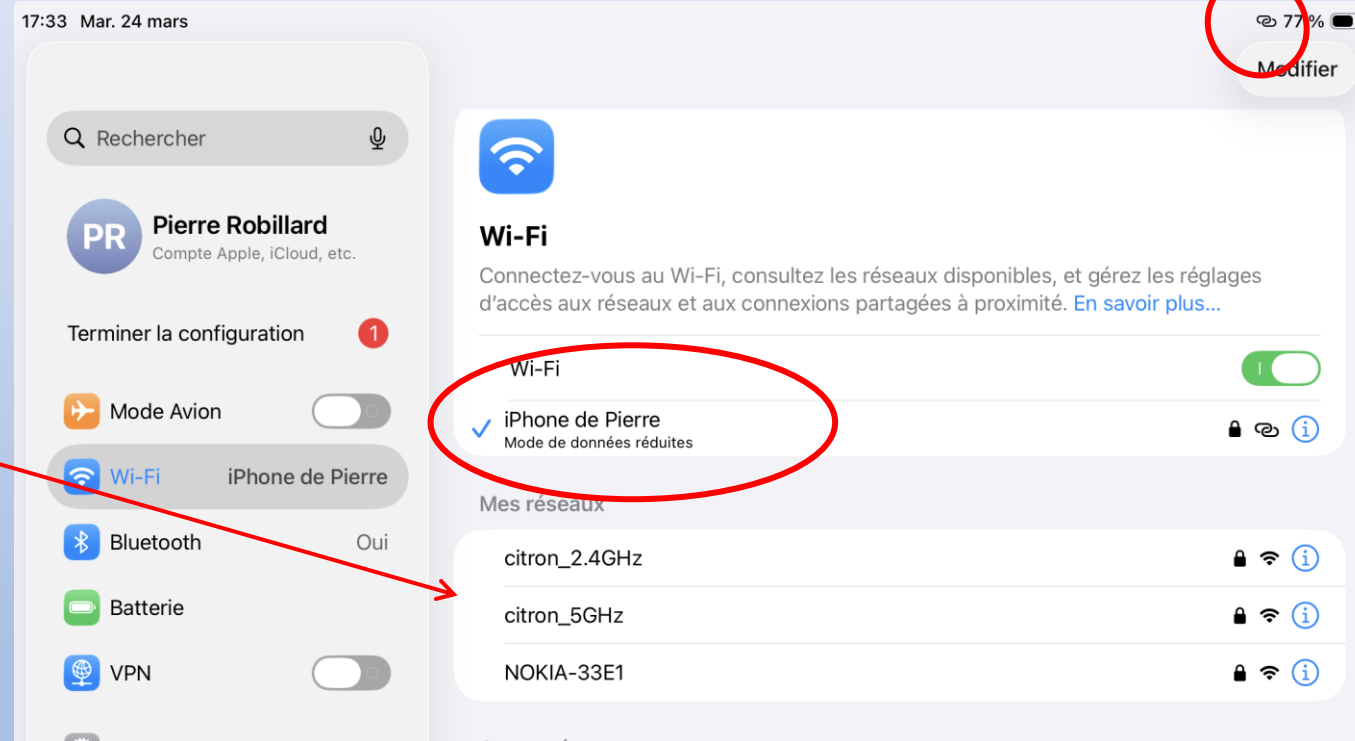 17:33 Mar. 24 mars
77 %
Modifier
Rechercher
PR
Pierre Robillard
Compte Apple, iCloud, etc.
Terminer la configuration 1
Mode Avion
Wi-Fi iPhone de Pierre
Bluetooth Oui
Batterie
VPN
Wi-Fi
Connectez-vous au Wi-Fi, consultez les réseaux disponibles, et gérez les réglages
d'accès aux réseaux et aux connexions partagées à proximité. En savoir plus...
Wi-Fi
iPhone de Pierre
Mode de données réduites
Mes réseaux
citron_2.4GHz
citron_5GHz
NOKIA-33E1